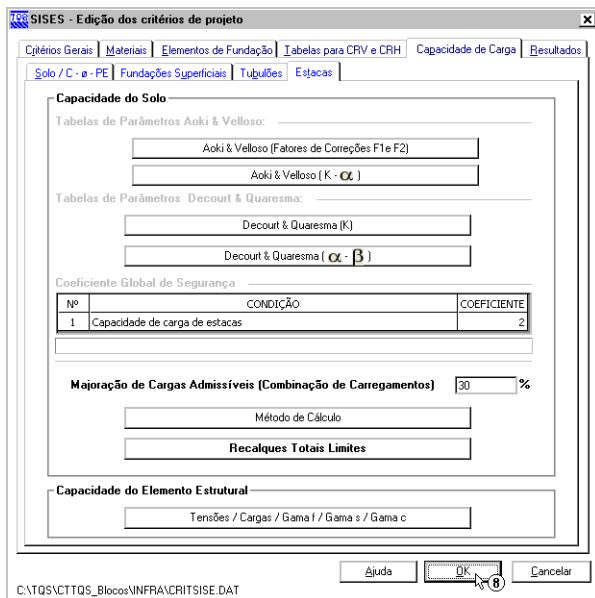 TQS SISES - Edição dos critérios de projeto
Critérios Gerais Materiais Elementos de Fundação Tabelas para CRV e CRH Capacidade de Carga Resultados
Solo / C - ø - PE Fundações Superficiais Tubulões Estacas
Capacidade do Solo
Tabelas de Parâmetros Aoki & Velloso:
Aoki & Velloso (Fatores de Correções F1e F2)
Aoki & Velloso ( K - α )
Tabelas de Parâmetros Decourt & Quaresma:
Decourt & Quaresma (K)
Decourt & Quaresma ( α - β )
Coeficiente Global de Segurança
Nº CONDIÇÃO COEFICIENTE
1 Capacidade de carga de estacas 2
Majoração de Cargas Admissíveis (Combinação de Carregamentos) 30 %
Método de Cálculo
Recalques Totais Limites
Capacidade do Elemento Estrutural
Tensões / Cargas / Gama f / Gama s / Gama c
Ajuda OK 8 Cancelar
C:\TQS\CTTQS_Blocos\INFRA\CRITSISE.DAT